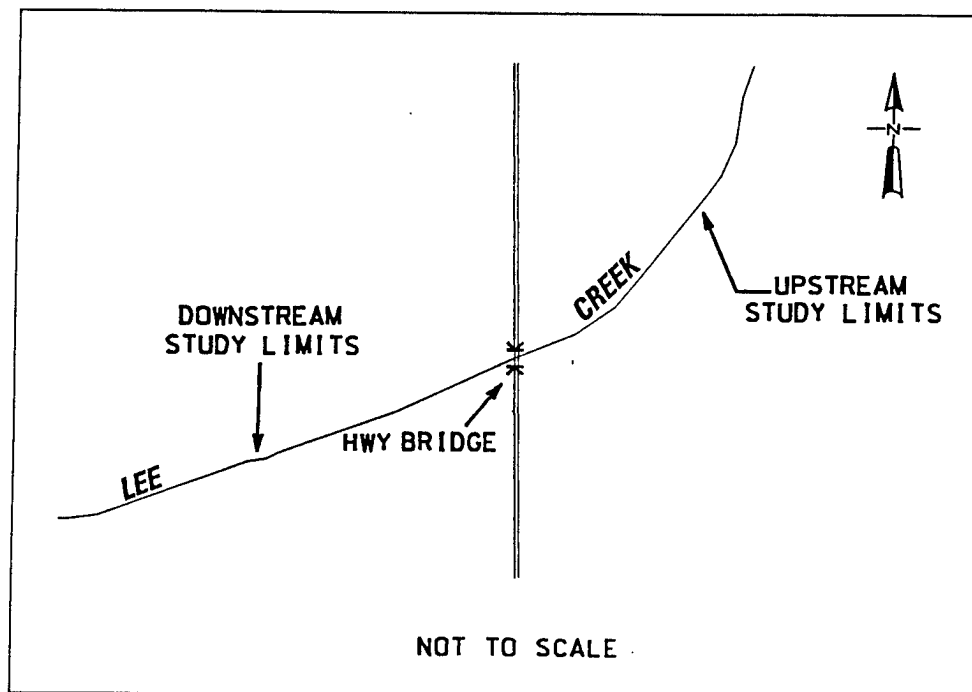 N
UPSTREAM
STUDY LIMITS
CREEK
DOWNSTREAM
STUDY LIMITS
HWY BRIDGE
LEE
NOT TO SCALE